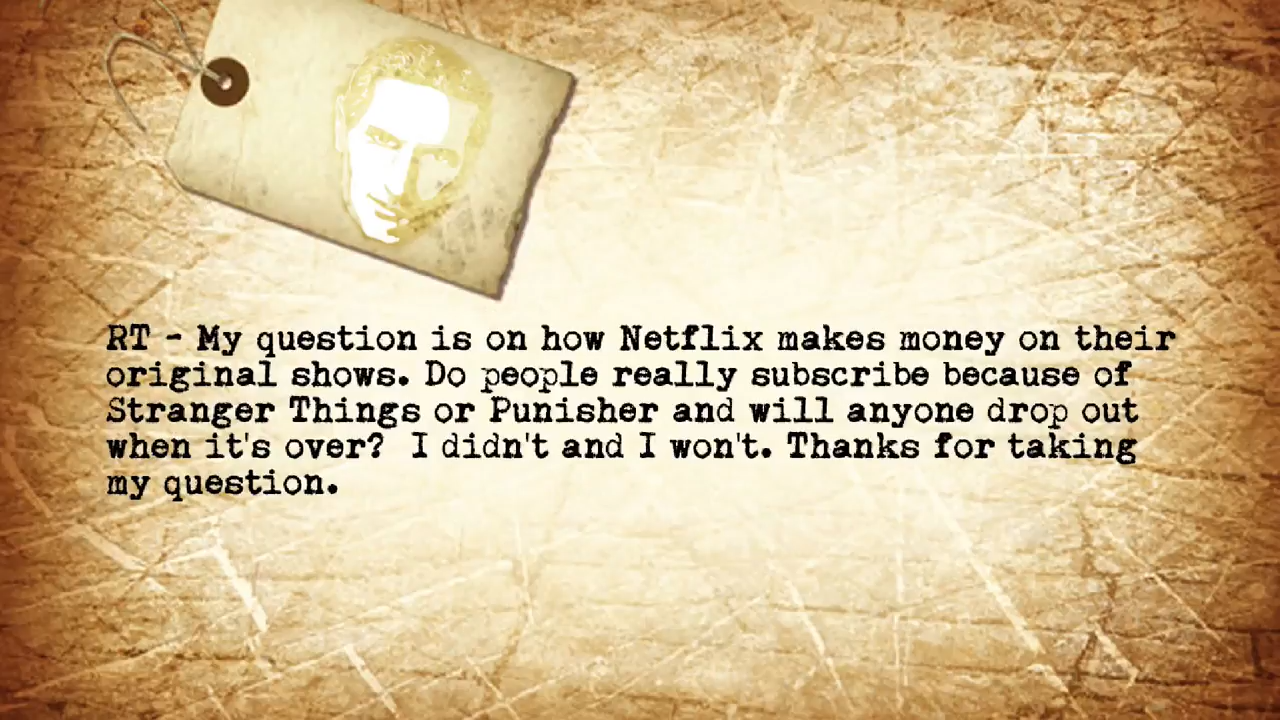 RT - My question is on how Netflix makes money on their
original shows. Do people really subscribe because of
Stranger Things or Punisher and will anyone drop out
when it's over?  I didn't and I won't. Thanks for taking
my question.